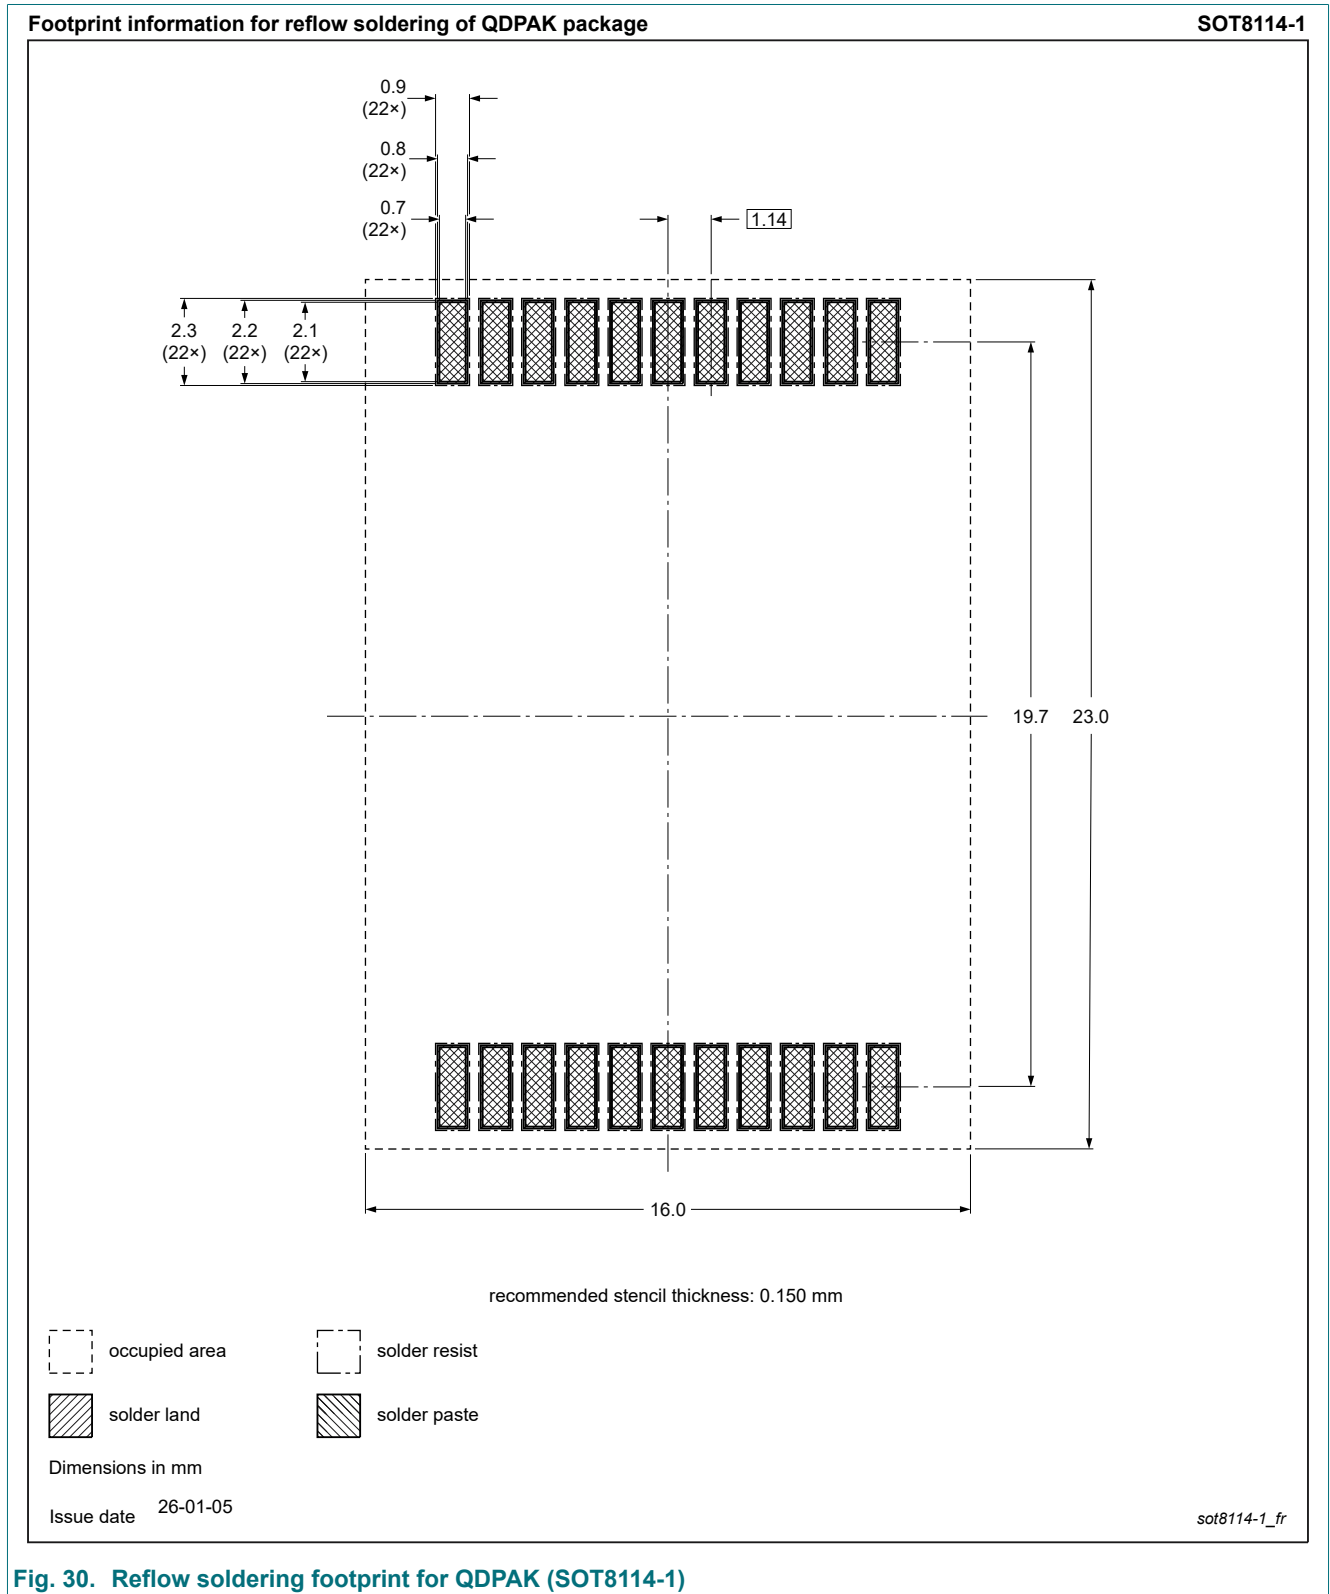 Footprint information for reflow soldering of QDPAK package SOT8114-1
0.9
(22×)
0.8
(22×)
0.7
(22×)
1.14
2.3
(22×)
2.2
(22×)
2.1
(22×)
19.7
23.0
16.0
recommended stencil thickness: 0.150 mm
occupied area
solder resist
solder land
solder paste
Dimensions in mm
Issue date 26-01-05
sot8114-1_fr
Fig. 30. Reflow soldering footprint for QDPAK (SOT8114-1)